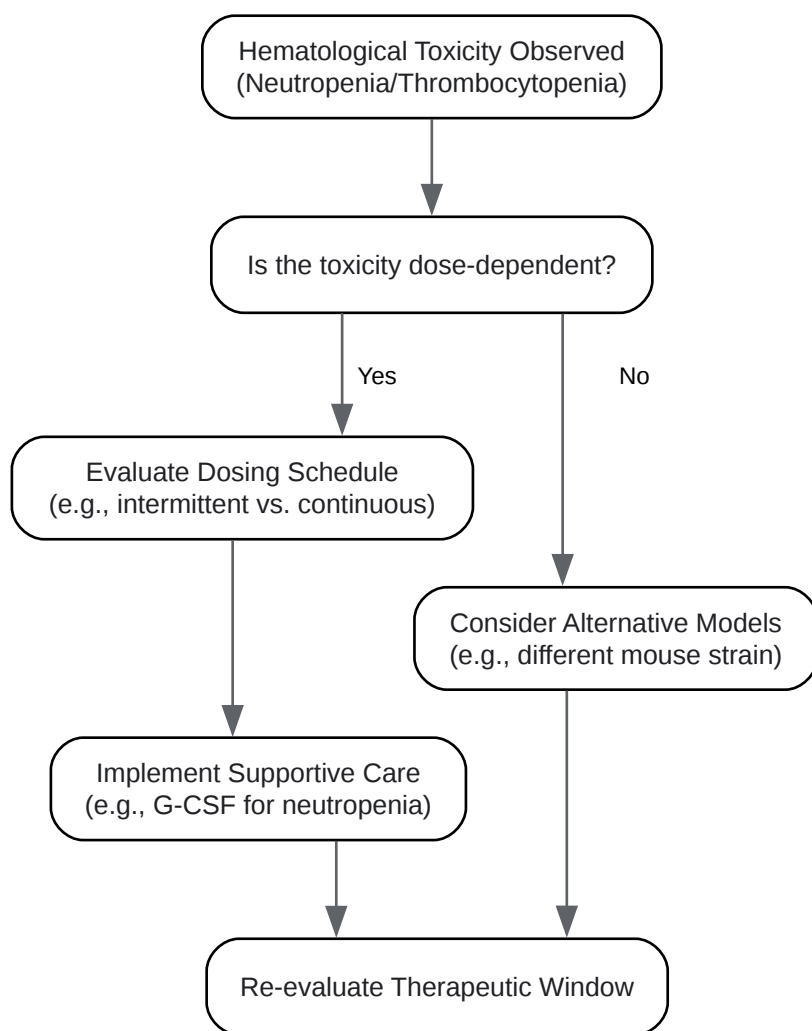 Hematological Toxicity Observed
(Neutropenia/Thrombocytopenia)
Is the toxicity dose-dependent?
Yes
No
Evaluate Dosing Schedule
(e.g., intermittent vs. continuous)
Consider Alternative Models
(e.g., different mouse strain)
Implement Supportive Care
(e.g., G-CSF for neutropenia)
Re-evaluate Therapeutic Window